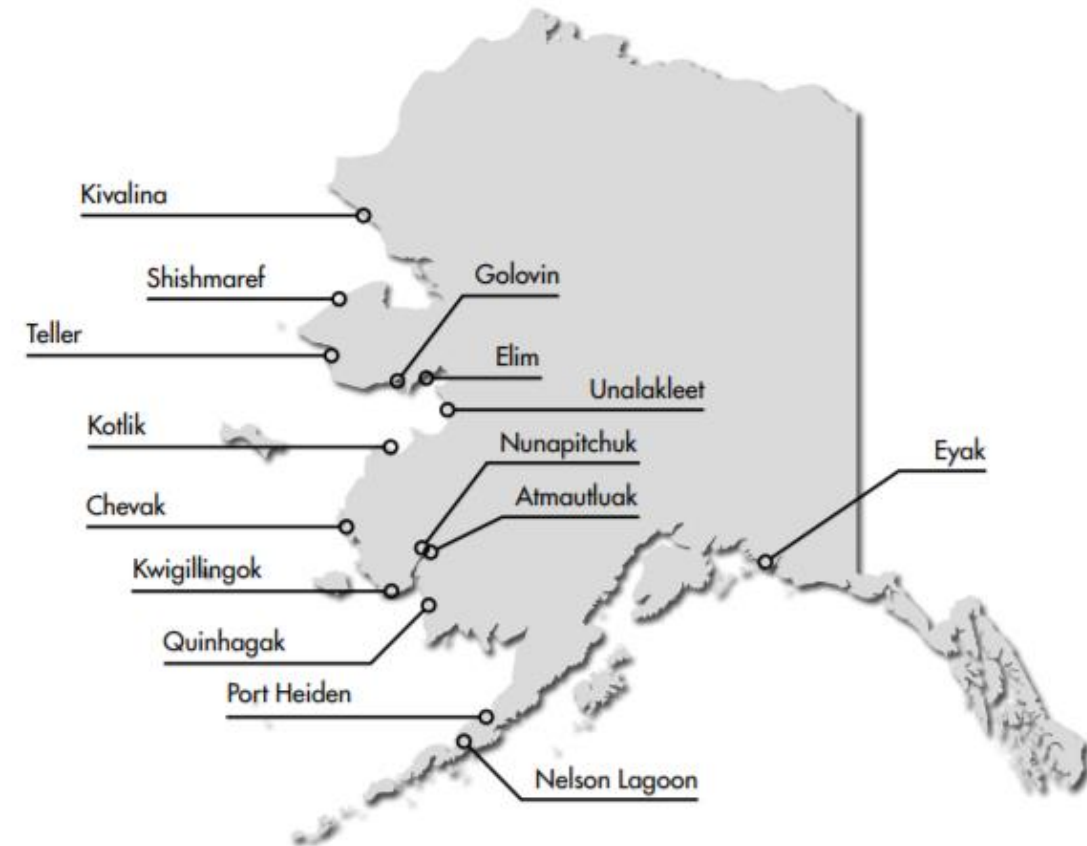 Kivalina
Shishmaref
Golovin
Teller
Elim
Unalakleet
Kotlik
Nunapitchuk
Eyak
Atmautluak
Chevak
Kwigillingok
Quinhagak
Port Heiden
Nelson Lagoon